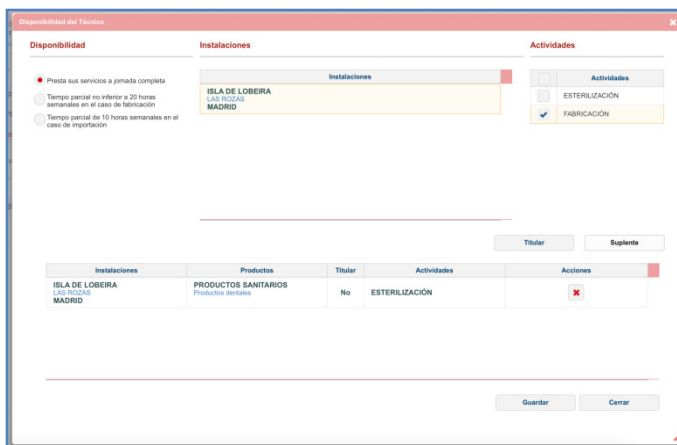 Disponibilidad del Técnico
Disponibilidad
Instalaciones
Actividades
Presta sus servicios a jornada completa
Tiempo parcial no inferior a 20 horas
semanales en el caso de fabricación
Tiempo parcial de 10 horas semanales en el
caso de importación
Instalaciones
ISLA DE LOBEIRA
LAS ROZAS
MADRID
Actividades
ESTERILIZACIÓN
FABRICACIÓN
Titular
Suplente
Instalaciones
Productos
Titular
Actividades
Acciones
ISLA DE LOBEIRA
LAS ROZAS
MADRID
PRODUCTOS SANITARIOS
Productos dentales
No
ESTERILIZACIÓN
Guardar
Cerrar